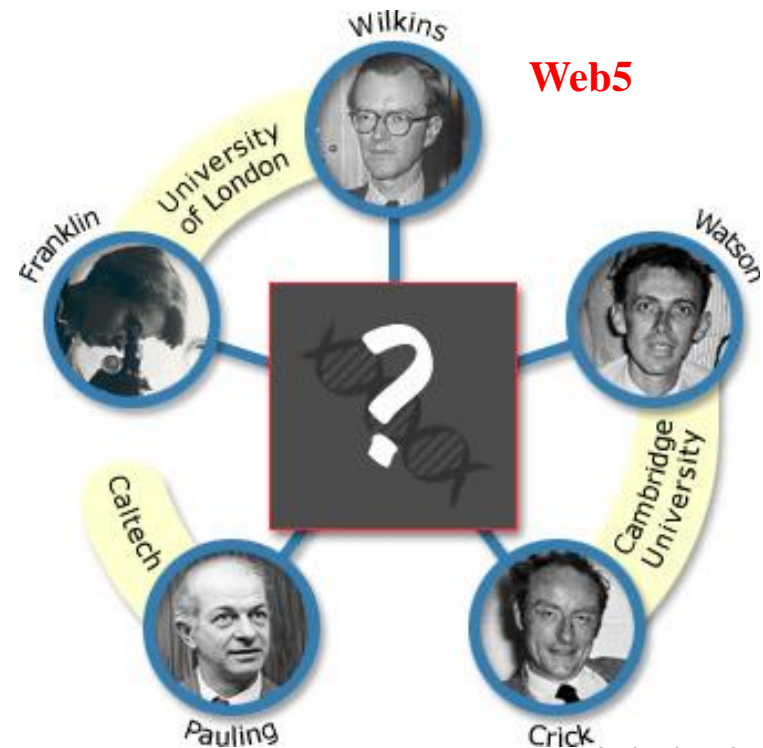 Wilkins
Web5
University
of London
Franklin
Watson
?
Caltech
Cambridge
University
Pauling
Crick